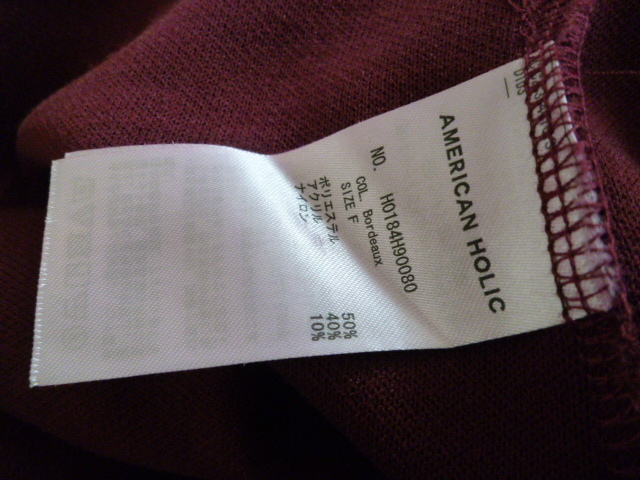 AMERICAN HOLIC
NO. H0184H90080
COL. Bordeaux
SIZE F
ポリエステル 50%
アクリル 40%
ナイロン 10%